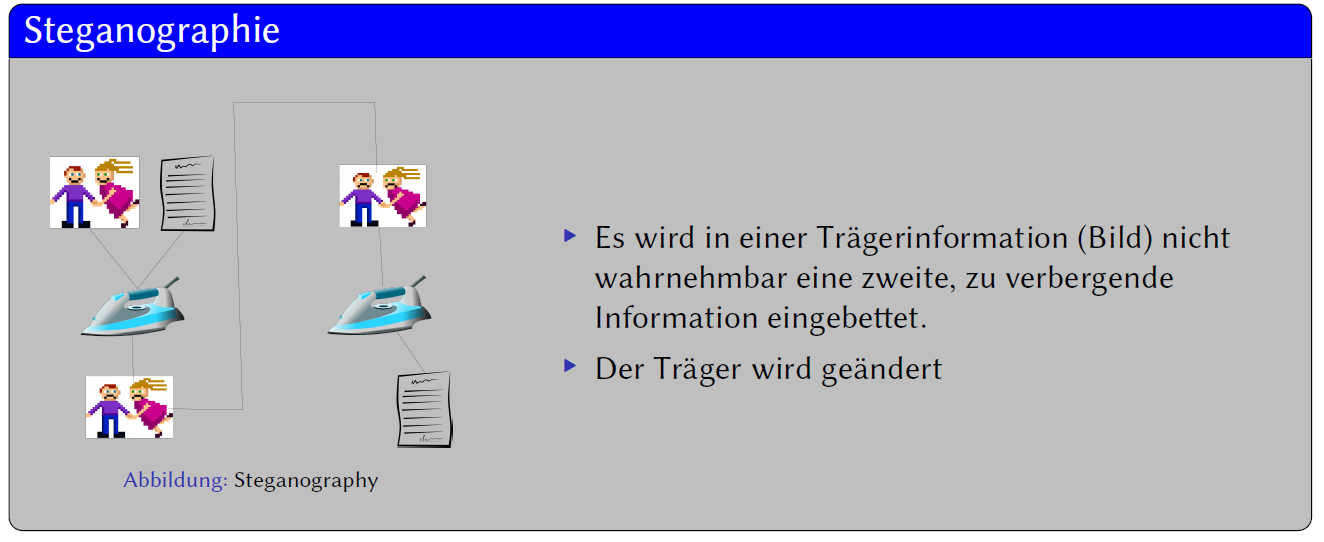 Steganographie
Es wird in einer Trägerinformation (Bild) nicht
wahrnehmbar eine zweite, zu verbergende
Information eingebettet.
Der Träger wird geändert
Abbildung: Steganography